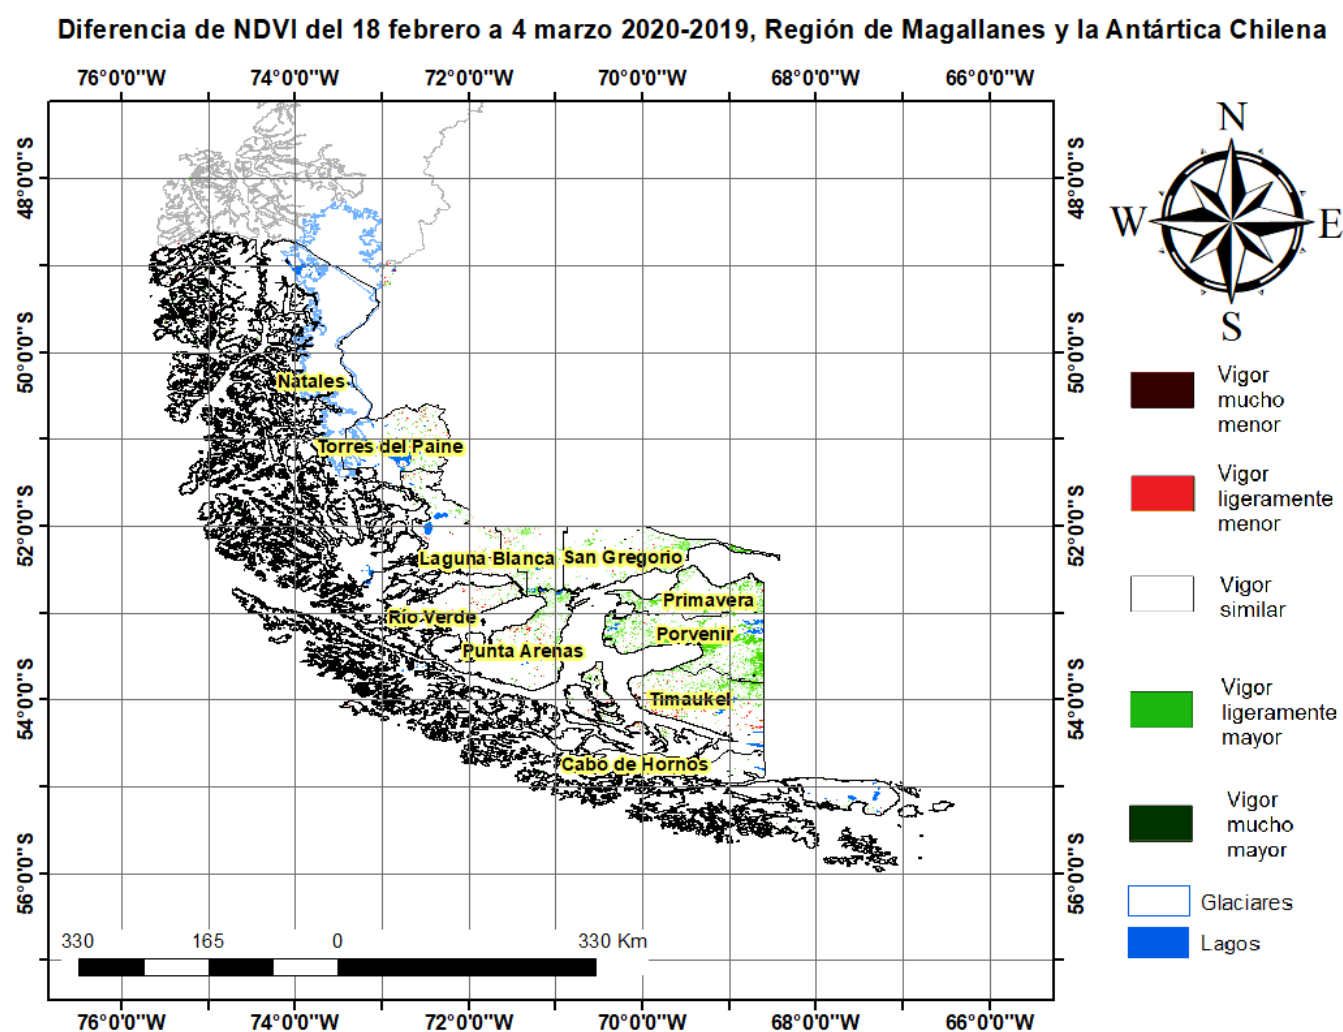 Diferencia de NDVI del 18 febrero a 4 marzo 2020-2019, Región de Magallanes y la Antártica Chilena
76°0'0"W 74°0'0"W 72°0'0"W 70°0'0"W 68°0'0"W 66°0'0"W
48°0'0"S
50°0'0"S
52°0'0"S
54°0'0"S
56°0'0"S
Natales
Torres del Paine
Laguna Blanca
San Gregorio
Primavera
Río Verde
Porvenir
Punta Arenas
Timaukel
Cabo de Hornos
330 165 0 330 Km
48°0'0"S
50°0'0"S
52°0'0"S
54°0'0"S
56°0'0"S
76°0'0"W 74°0'0"W 72°0'0"W 70°0'0"W 68°0'0"W 66°0'0"W
N
W
E
S
Vigor
mucho
menor
Vigor
ligeramente
menor
Vigor
similar
Vigor
ligeramente
mayor
Vigor
mucho
mayor
Glaciares
Lagos